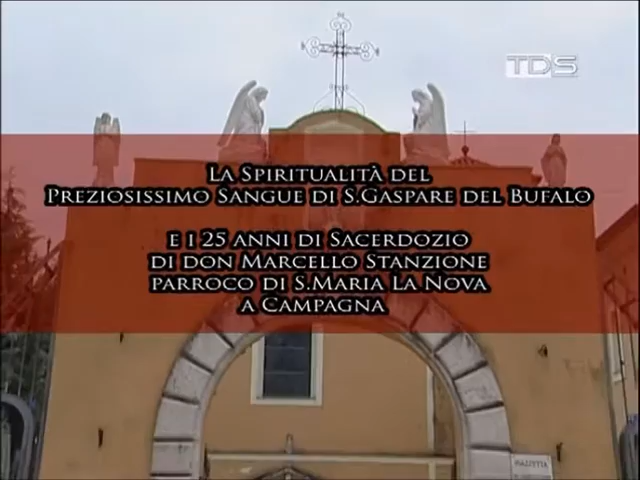 TDS
La Spiritualità del
Preziosissimo Sangue di S.Gaspare del Bufalo
e i 25 anni di Sacerdozio
di don Marcello Stanzione
parroco di S.Maria La Nova
a Campagna
PIAZZETTA